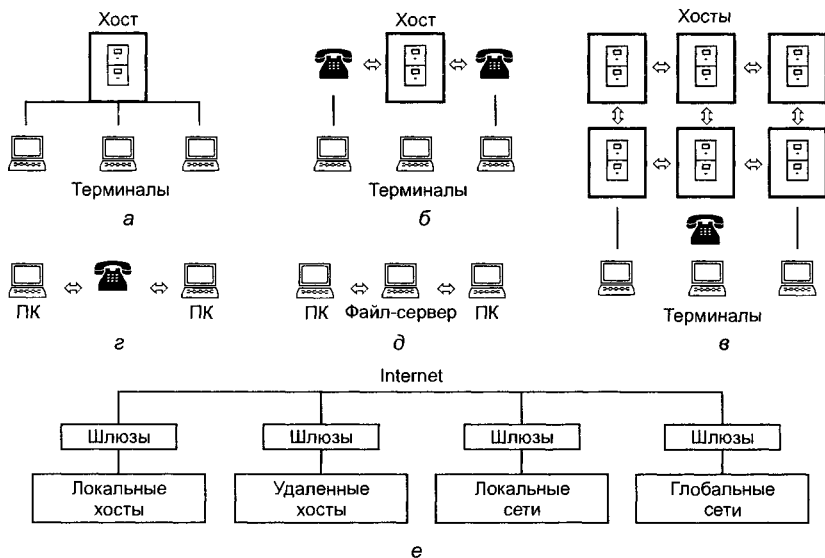 Хост
Хост
Хосты
Терминалы
а
Терминалы
б
ПК
ПК
г
ПК
Файл-сервер
ПК
д
Терминалы
в
Internet
Шлюзы
Шлюзы
Шлюзы
Шлюзы
Локальные
хосты
Удаленные
хосты
Локальные
сети
Глобальные
сети
е